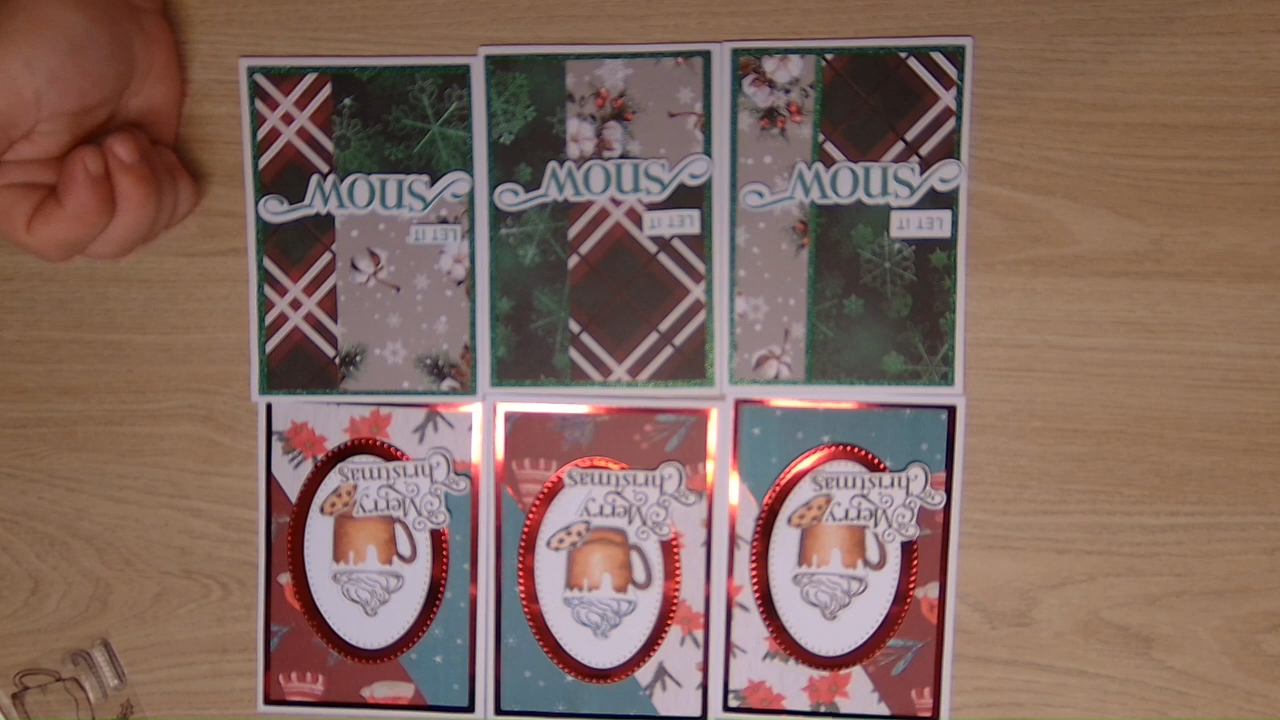 Merry
Christmas
Merry
Christmas
Merry
Christmas
LET IT
snow
LET IT
snow
LET IT
snow